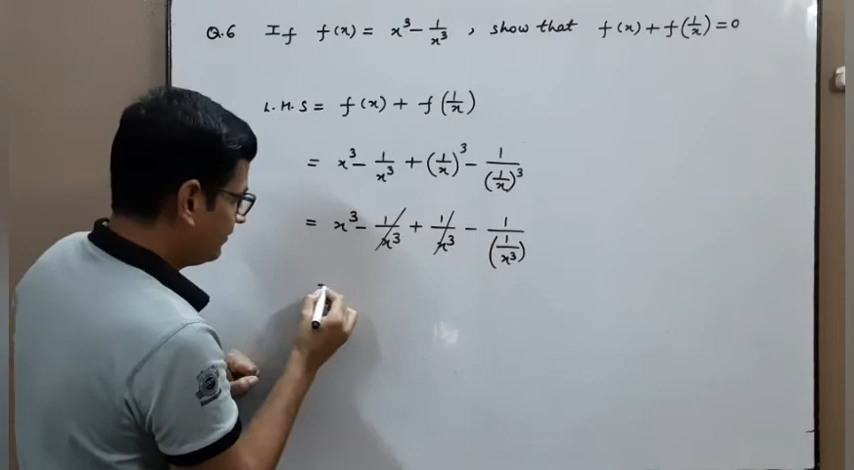 Q.6 If f(x) = x³ - 1/x³ , show that f(x) + f(1/x) = 0
L.H.S = f(x) + f(1/x)
= x³ - 1/x³ + (1/x)³ - 1/(1/x)³
= x³ - 1/x³ + 1/x³ - 1/(1/x³)